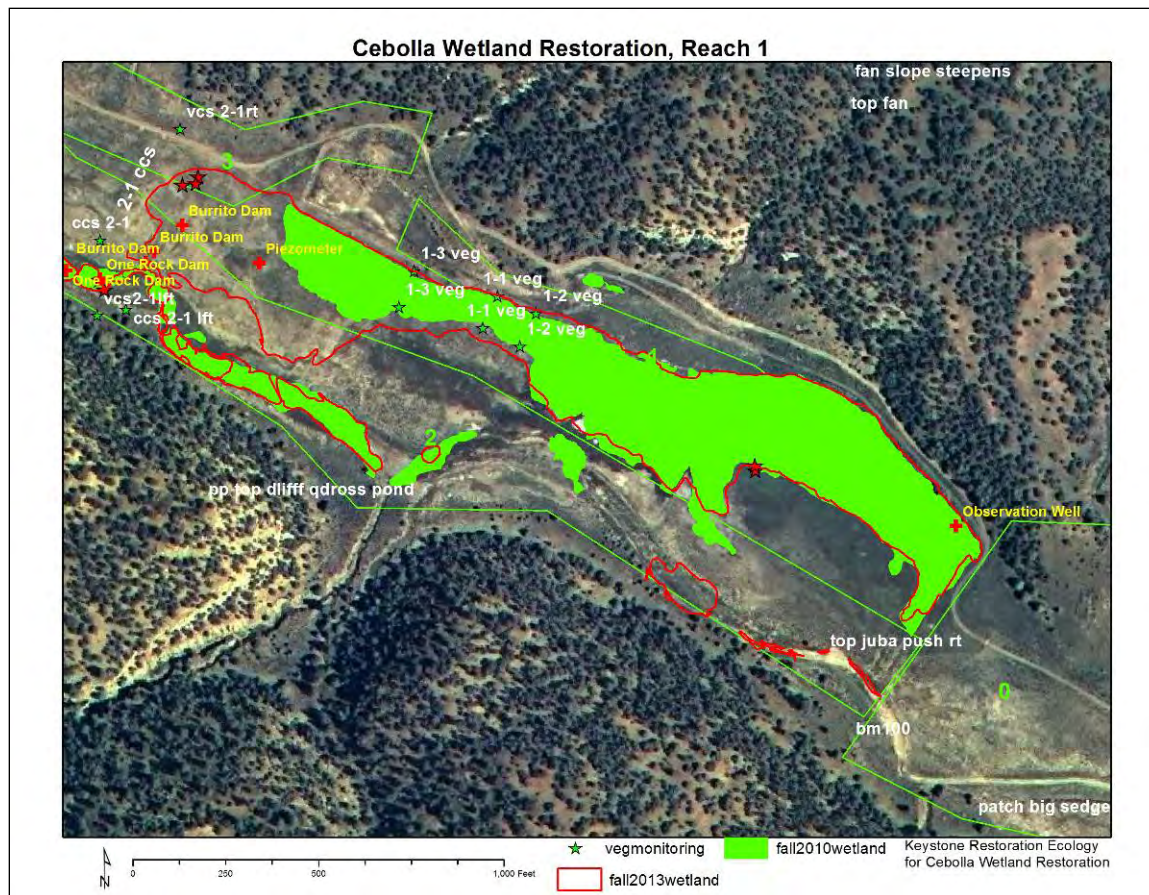 Cebolla Wetland Restoration, Reach 1
fan slope steepens
top fan
vcs 2-1rt
3
2-1 ccs
Burrito Dam
ccs 2-1
Burrito Dam
Burrito Dam
Piezometer
One Rock Dam
One Rock Dam
1-3 veg
1-1 veg
1-3 veg
1-2 veg
vcs2-1lft
1-1 veg
ccs 2-1 lft
1-2 veg
2
pp top dlifff qdross pond
Observation Well
top juba push rt
0
bm100
patch big sedge
N
0 250 500 1,000 Feet
vegmonitoring
fall2010wetland
fall2013wetland
Keystone Restoration Ecology
for Cebolla Wetland Restoration